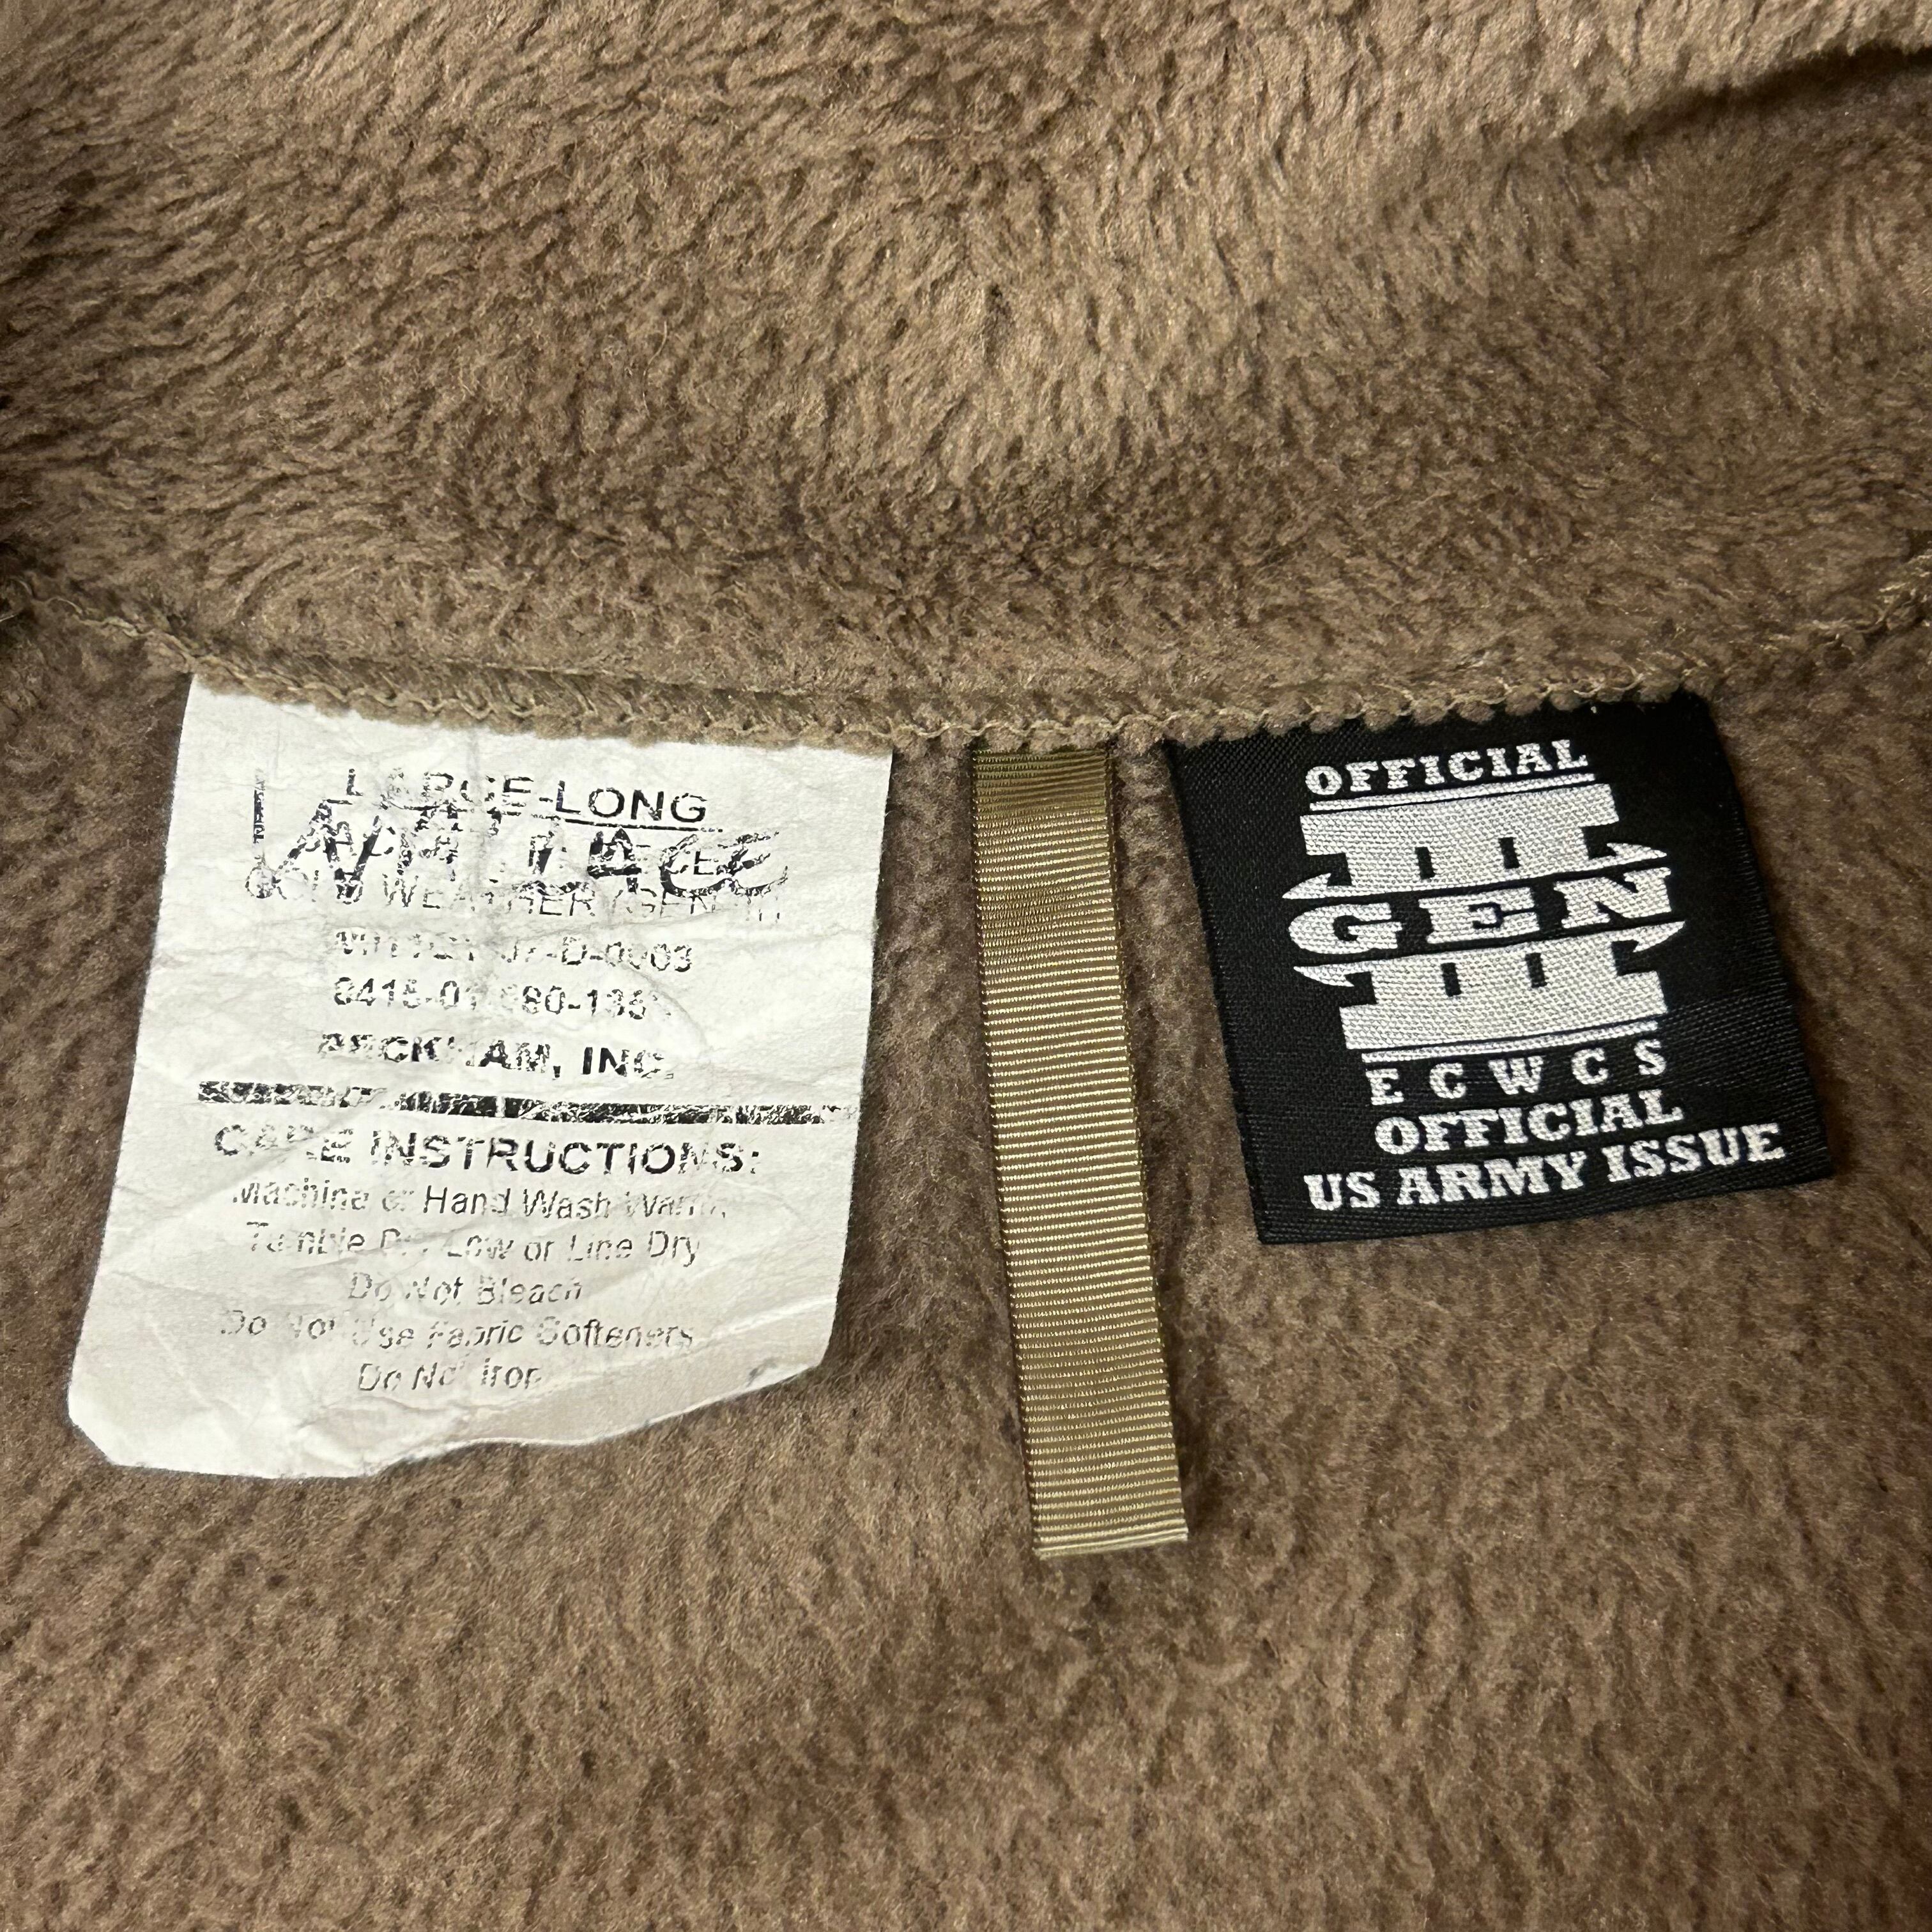 LARGE-LONG
COLD WEATHER (GEN III)
PECKHAM, INC.
CARE INSTRUCTIONS:
Machine or Hand Wash Warm,
Tumble Dry Low or Line Dry
Do Not Bleach
Do Not Use Fabric Softeners
Do Not Iron
OFFICIAL
III
GEN
III
ECWCS
OFFICIAL
US ARMY ISSUE